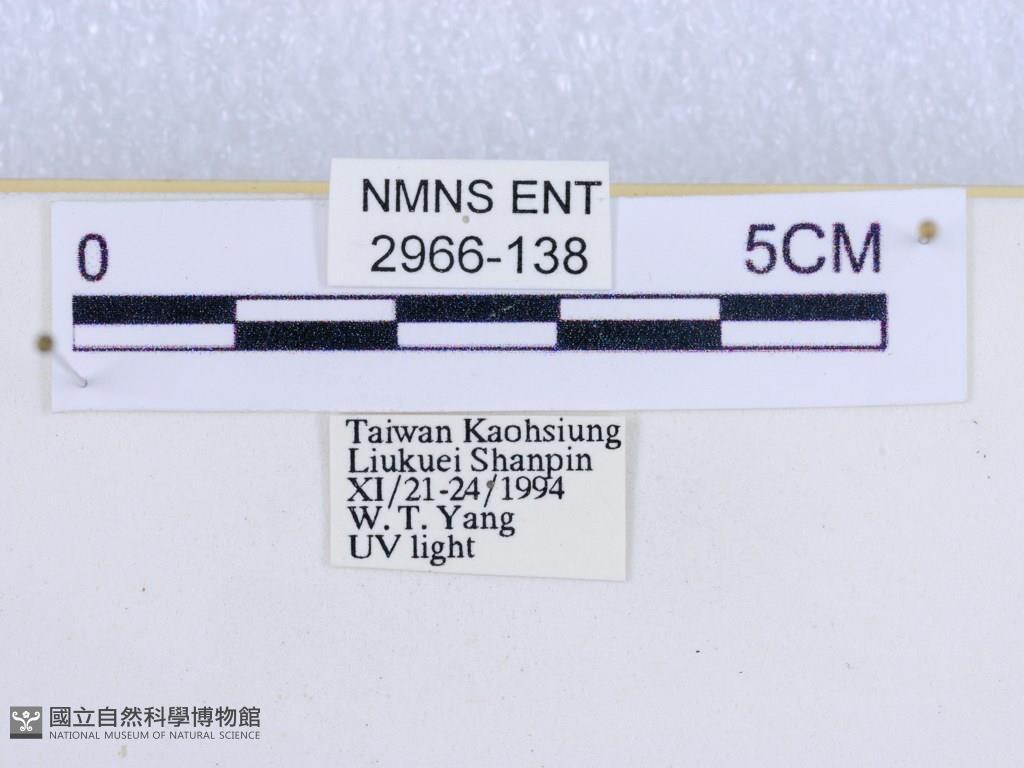 NMNS ENT
2966-138
0
5CM
Taiwan Kaohsiung
Liukuei Shanpin
XI/21-24/1994
W. T. Yang
UV light
國立自然科學博物館
NATIONAL MUSEUM OF NATURAL SCIENCE